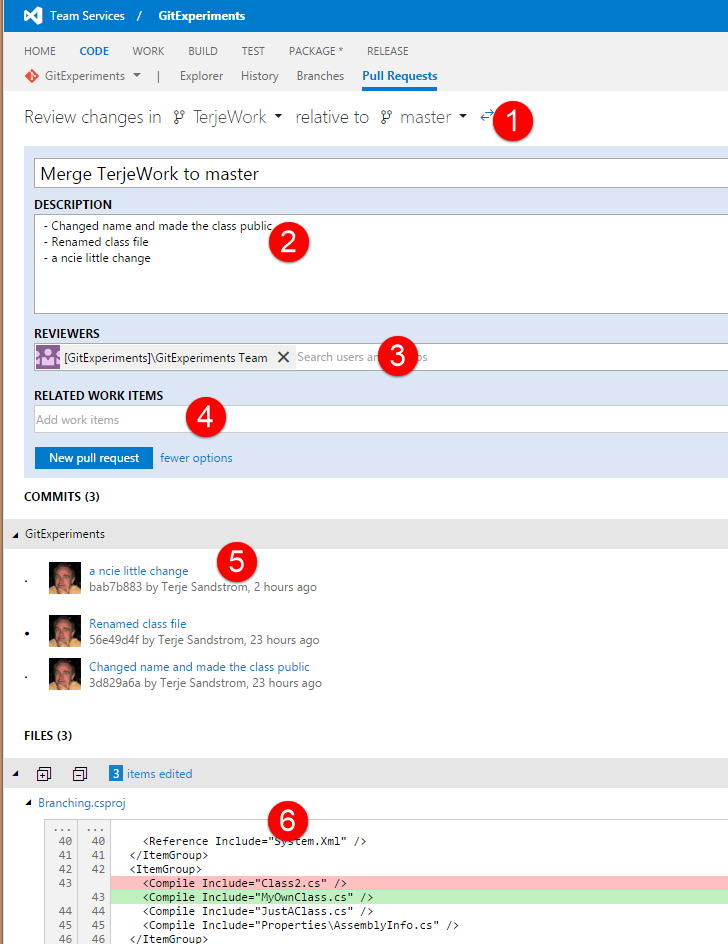 Team Services / GitExperiments
HOME CODE WORK BUILD TEST PACKAGE * RELEASE
GitExperiments | Explorer History Branches Pull Requests
Review changes in TerjeWork relative to master 1
Merge TerjeWork to master
DESCRIPTION
- Changed name and made the class public
2
- Renamed class file
- a ncie little change
REVIEWERS
[GitExperiments]\GitExperiments Team Search users 3
RELATED WORK ITEMS
Add work items 4
New pull request fewer options
COMMITS (3)
GitExperiments
a ncie little change 5
bab7b883 by Terje Sandstrom, 2 hours ago
Renamed class file
56e49d4f by Terje Sandstrom, 23 hours ago
Changed name and made the class public
3d829a6a by Terje Sandstrom, 23 hours ago
FILES (3)
3 items edited
Branching.csproj
6
... ...
40 40 <Reference Include="System.Xml" />
41 41 </ItemGroup>
42 42 <ItemGroup>
43 <Compile Include="Class2.cs" />
43 <Compile Include="MyOwnClass.cs" />
44 44 <Compile Include="JustAClass.cs" />
45 45 <Compile Include="Properties\AssemblyInfo.cs" />
46 46 </ItemGroup>